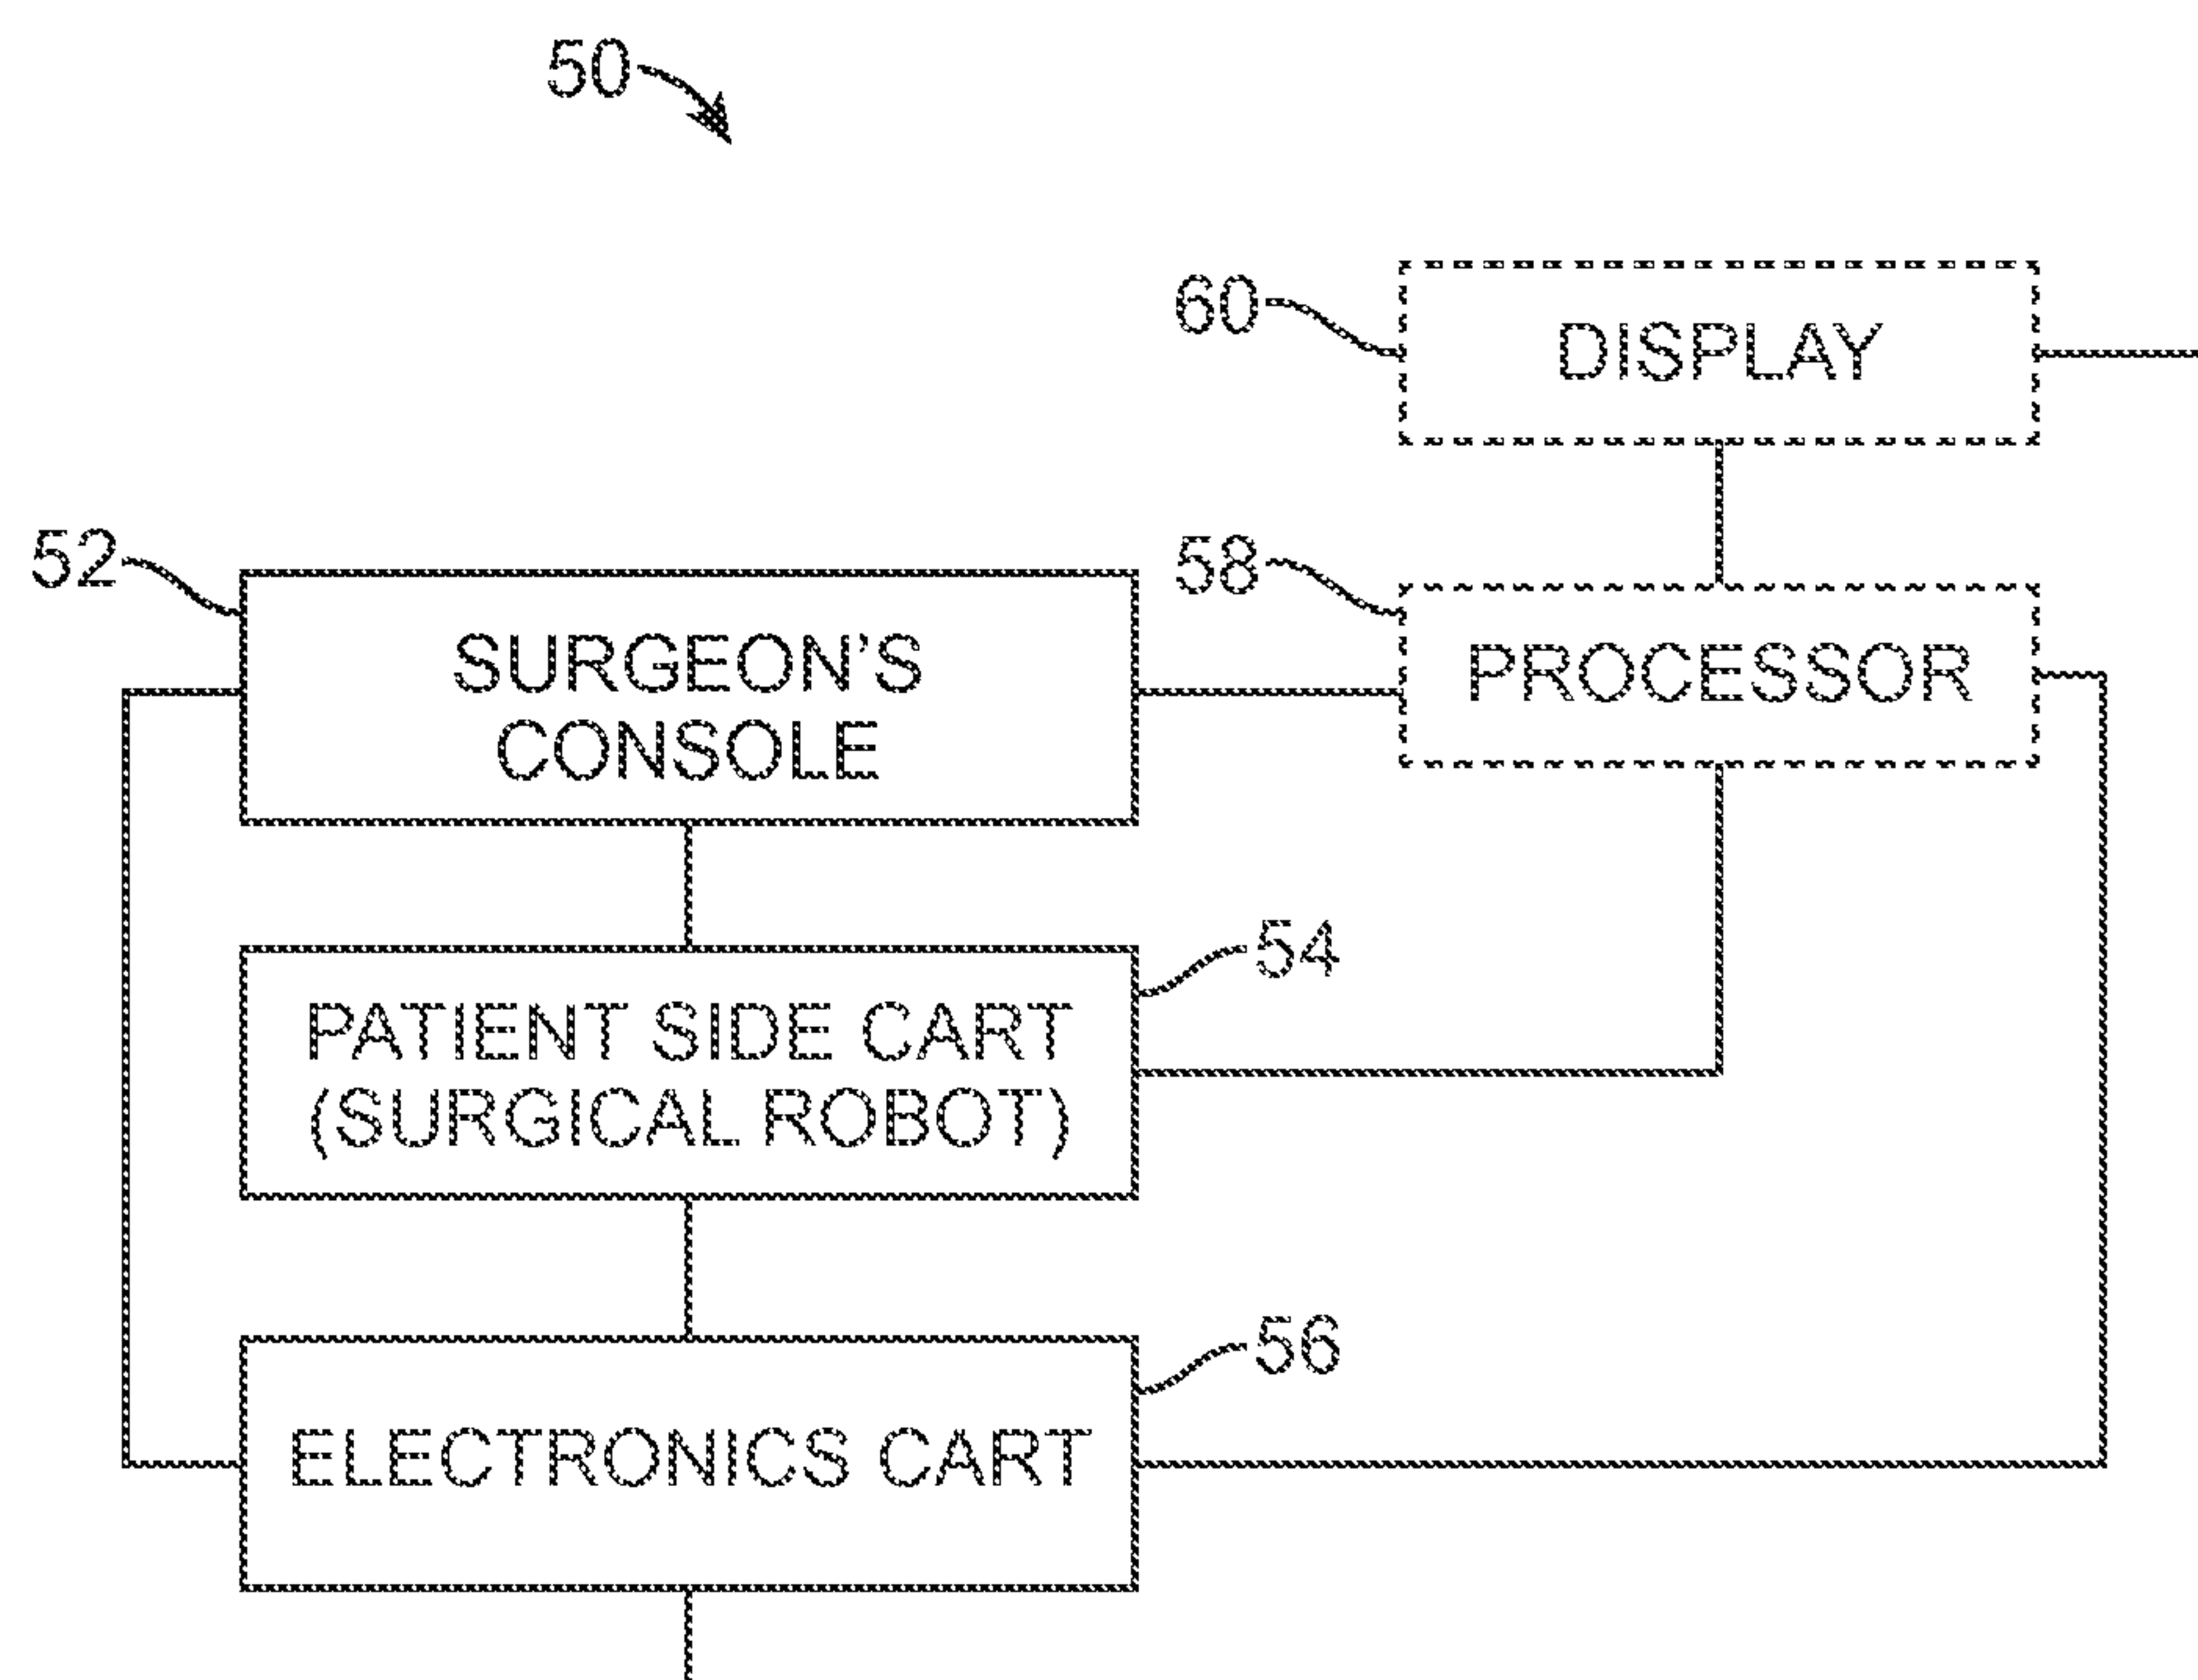 50
60
DISPLAY
52
58
SURGEON'S
CONSOLE
PROCESSOR
54
PATIENT SIDE CART
(SURGICAL ROBOT)
56
ELECTRONICS CART